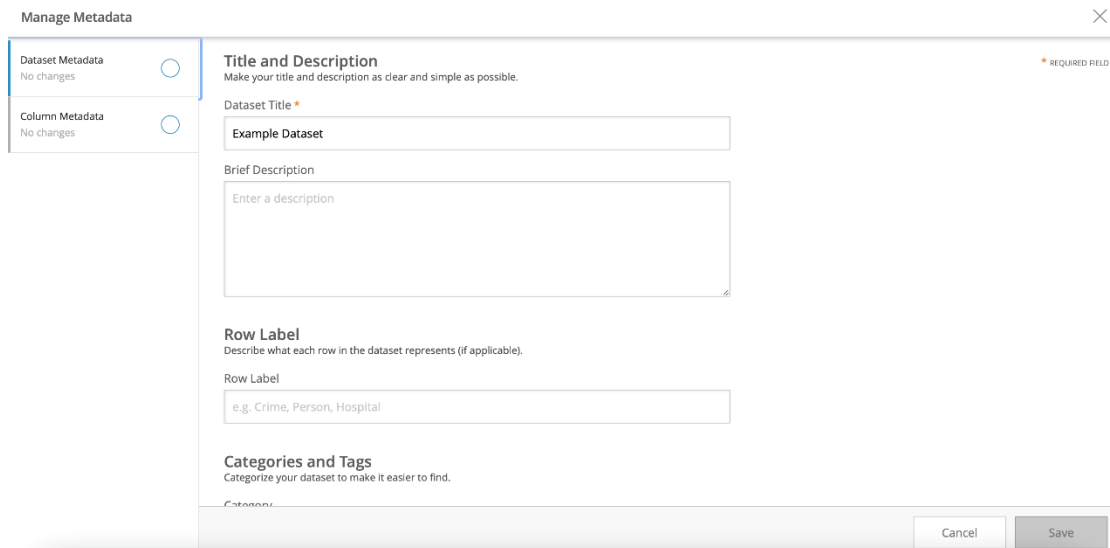 Manage Metadata
Dataset Metadata
No changes
Column Metadata
No changes
Title and Description
Make your title and description as clear and simple as possible.
* REQUIRED FIELD
Dataset Title *
Example Dataset
Brief Description
Enter a description
Row Label
Describe what each row in the dataset represents (if applicable).
Row Label
e.g. Crime, Person, Hospital
Categories and Tags
Categorize your dataset to make it easier to find.
Category
Cancel
Save